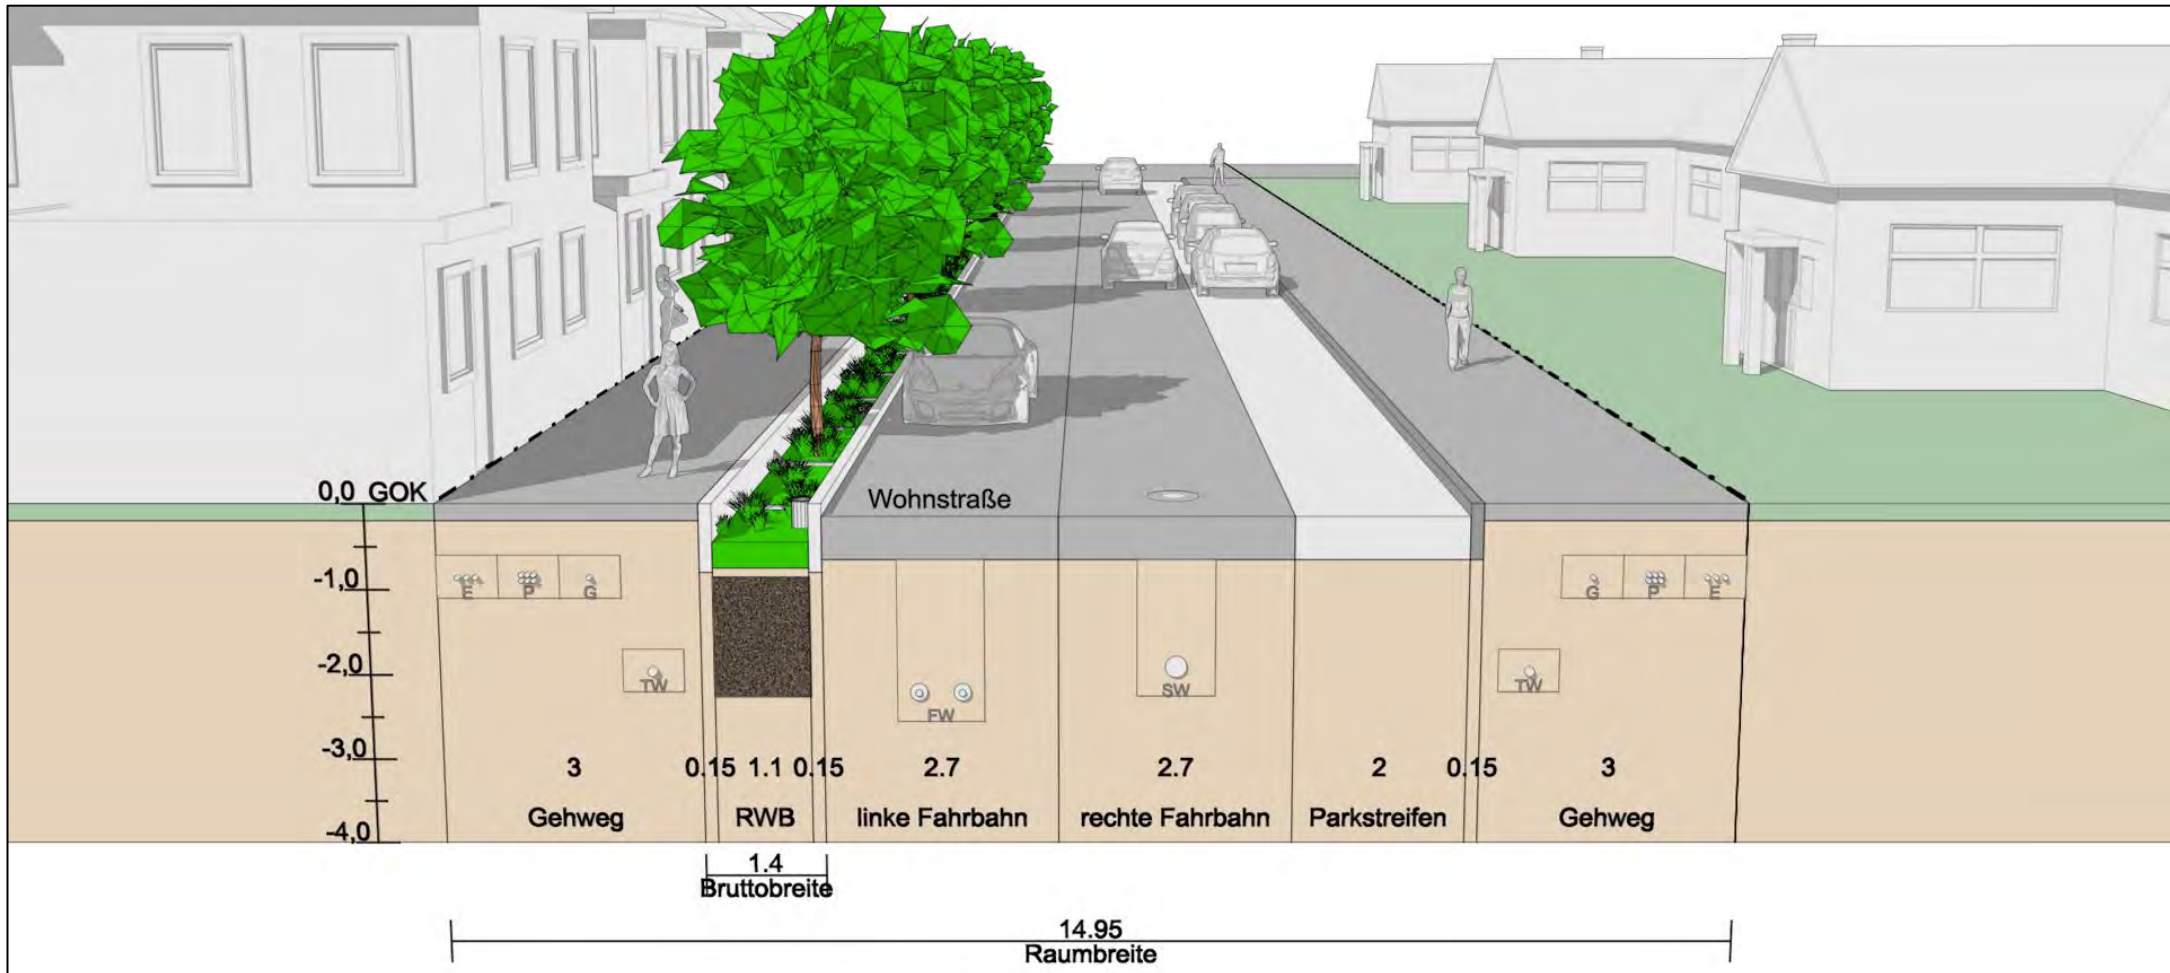 0,0 GOK
Wohnstraße
-1,0
E P G
G P E
-2,0
TW
SW
TW
FW
-3,0
3 0.15 1.1 0.15 2.7 2.7 2 0.15 3
Gehweg RWB linke Fahrbahn rechte Fahrbahn Parkstreifen Gehweg
-4,0
1.4
Bruttobreite
14.95
Raumbreite